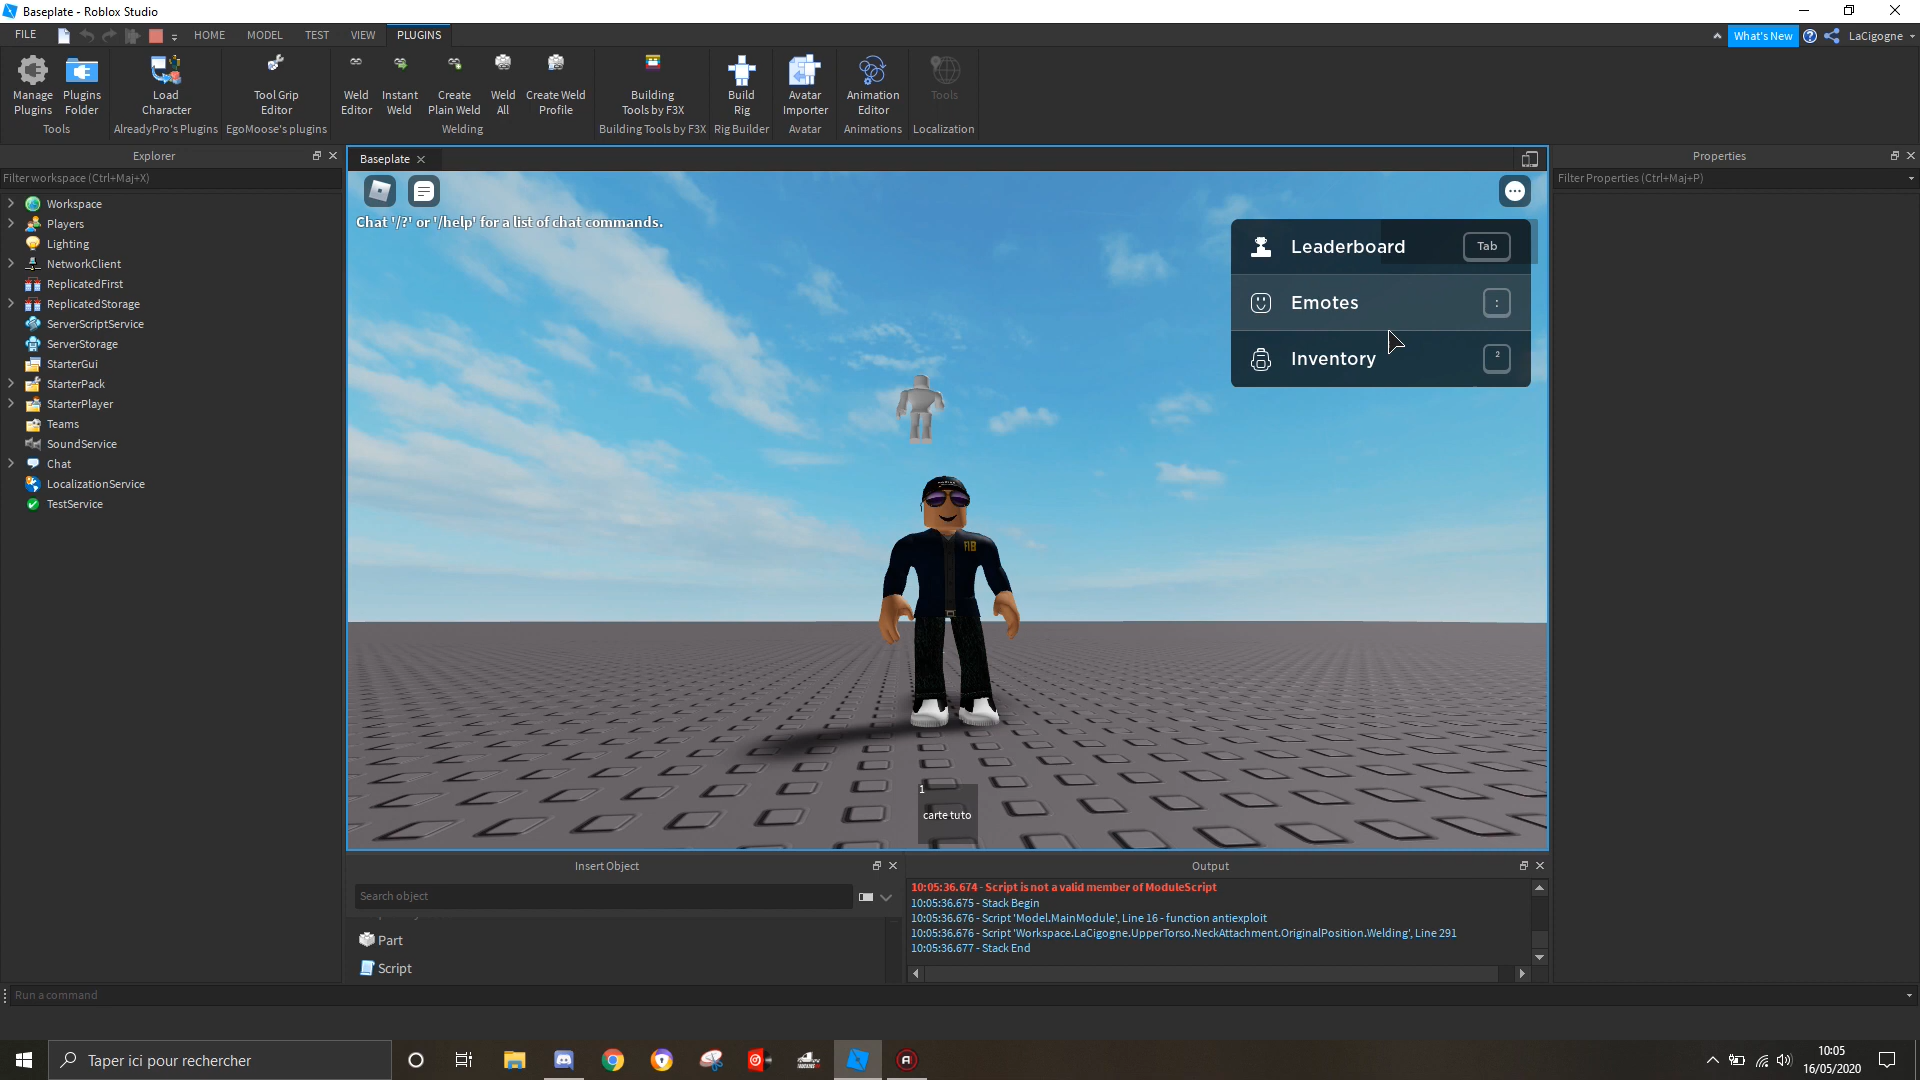 Baseplate - Roblox Studio
FILE
HOME
MODEL
TEST
VIEW
PLUGINS
What's New
LaCigogne
Manage Plugins
Plugins Folder
Load Character
Tool Grip Editor
Weld Editor
Instant Weld
Create Plain Weld
Weld All
Create Weld Profile
Building Tools by F3X
Build Rig
Avatar Importer
Animation Editor
Tools
Tools
AlreadyPro's Plugins
EgoMoose's plugins
Welding
Building Tools by F3X
Rig Builder
Avatar
Animations
Localization
Explorer
Filter workspace (Ctrl+Maj+X)
Workspace
Players
Lighting
NetworkClient
ReplicatedFirst
ReplicatedStorage
ServerScriptService
ServerStorage
StarterGui
StarterPack
StarterPlayer
Teams
SoundService
Chat
LocalizationService
TestService
Baseplate
Chat '/?' or '/help' for a list of chat commands.
Leaderboard Tab
Emotes :
Inventory ²
FIB
1
carte tuto
Properties
Filter Properties (Ctrl+Maj+P)
Insert Object
Search object
Part
Script
Output
10:05:36.674 - Script is not a valid member of ModuleScript
10:05:36.675 - Stack Begin
10:05:36.676 - Script 'Model.MainModule', Line 16 - function antiexploit
10:05:36.676 - Script 'Workspace.LaCigogne.UpperTorso.NeckAttachment.OriginalPosition.Welding', Line 291
10:05:36.677 - Stack End
Run a command
Taper ici pour rechercher
10:05
16/05/2020